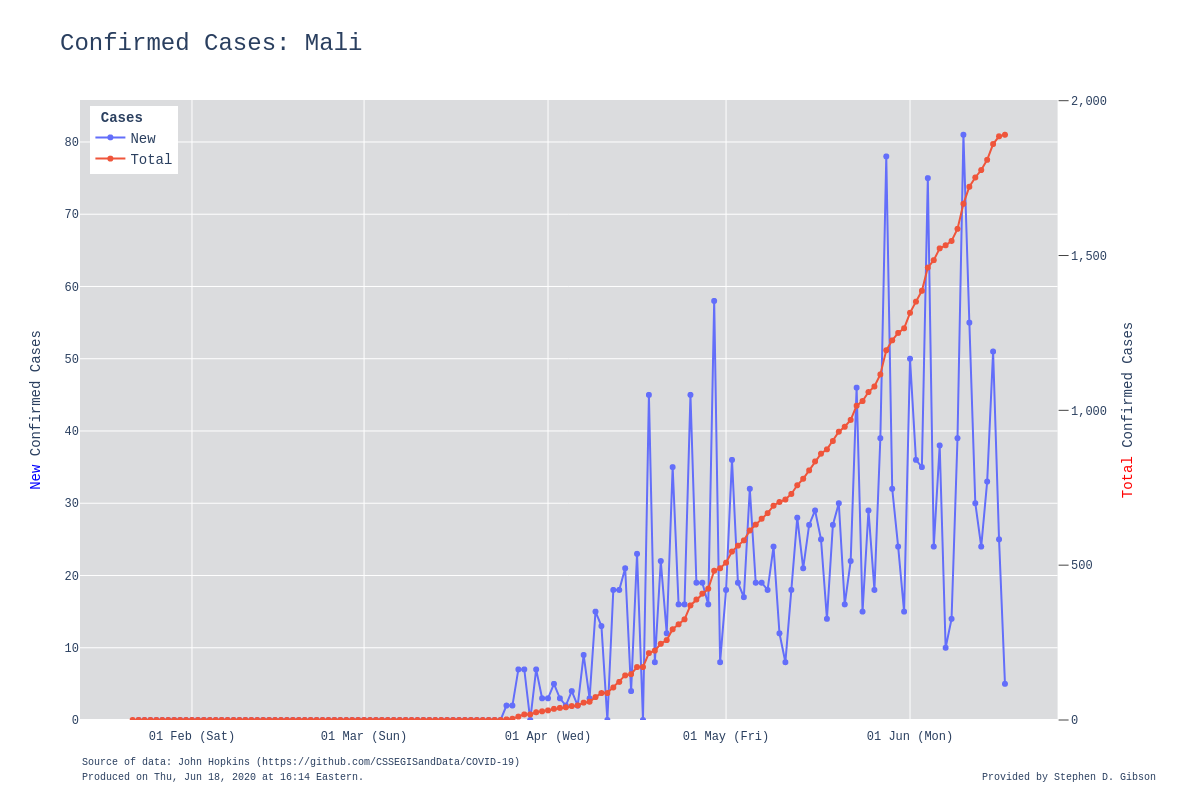 Confirmed Cases: Mali
Cases
New
Total
80
70
60
50
40
30
20
10
0
New Confirmed Cases
2,000
1,500
1,000
500
0
Total Confirmed Cases
01 Feb (Sat)
01 Mar (Sun)
01 Apr (Wed)
01 May (Fri)
01 Jun (Mon)
Source of data: John Hopkins (https://github.com/CSSEGISandData/COVID-19)
Produced on Thu, Jun 18, 2020 at 16:14 Eastern.
Provided by Stephen D. Gibson